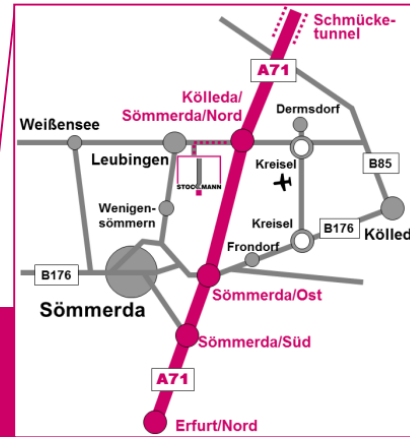 Schmücke-
tunnel
A71
Kölleda/
Sömmerda/Nord
Dermsdorf
Weißensee
Leubingen
Kreisel
B85
STOCKMANN
Wenigen-
sömmern
Kreisel
B176
Kölled
Frondorf
B176
Sömmerda
Sömmerda/Ost
Sömmerda/Süd
A71
Erfurt/Nord